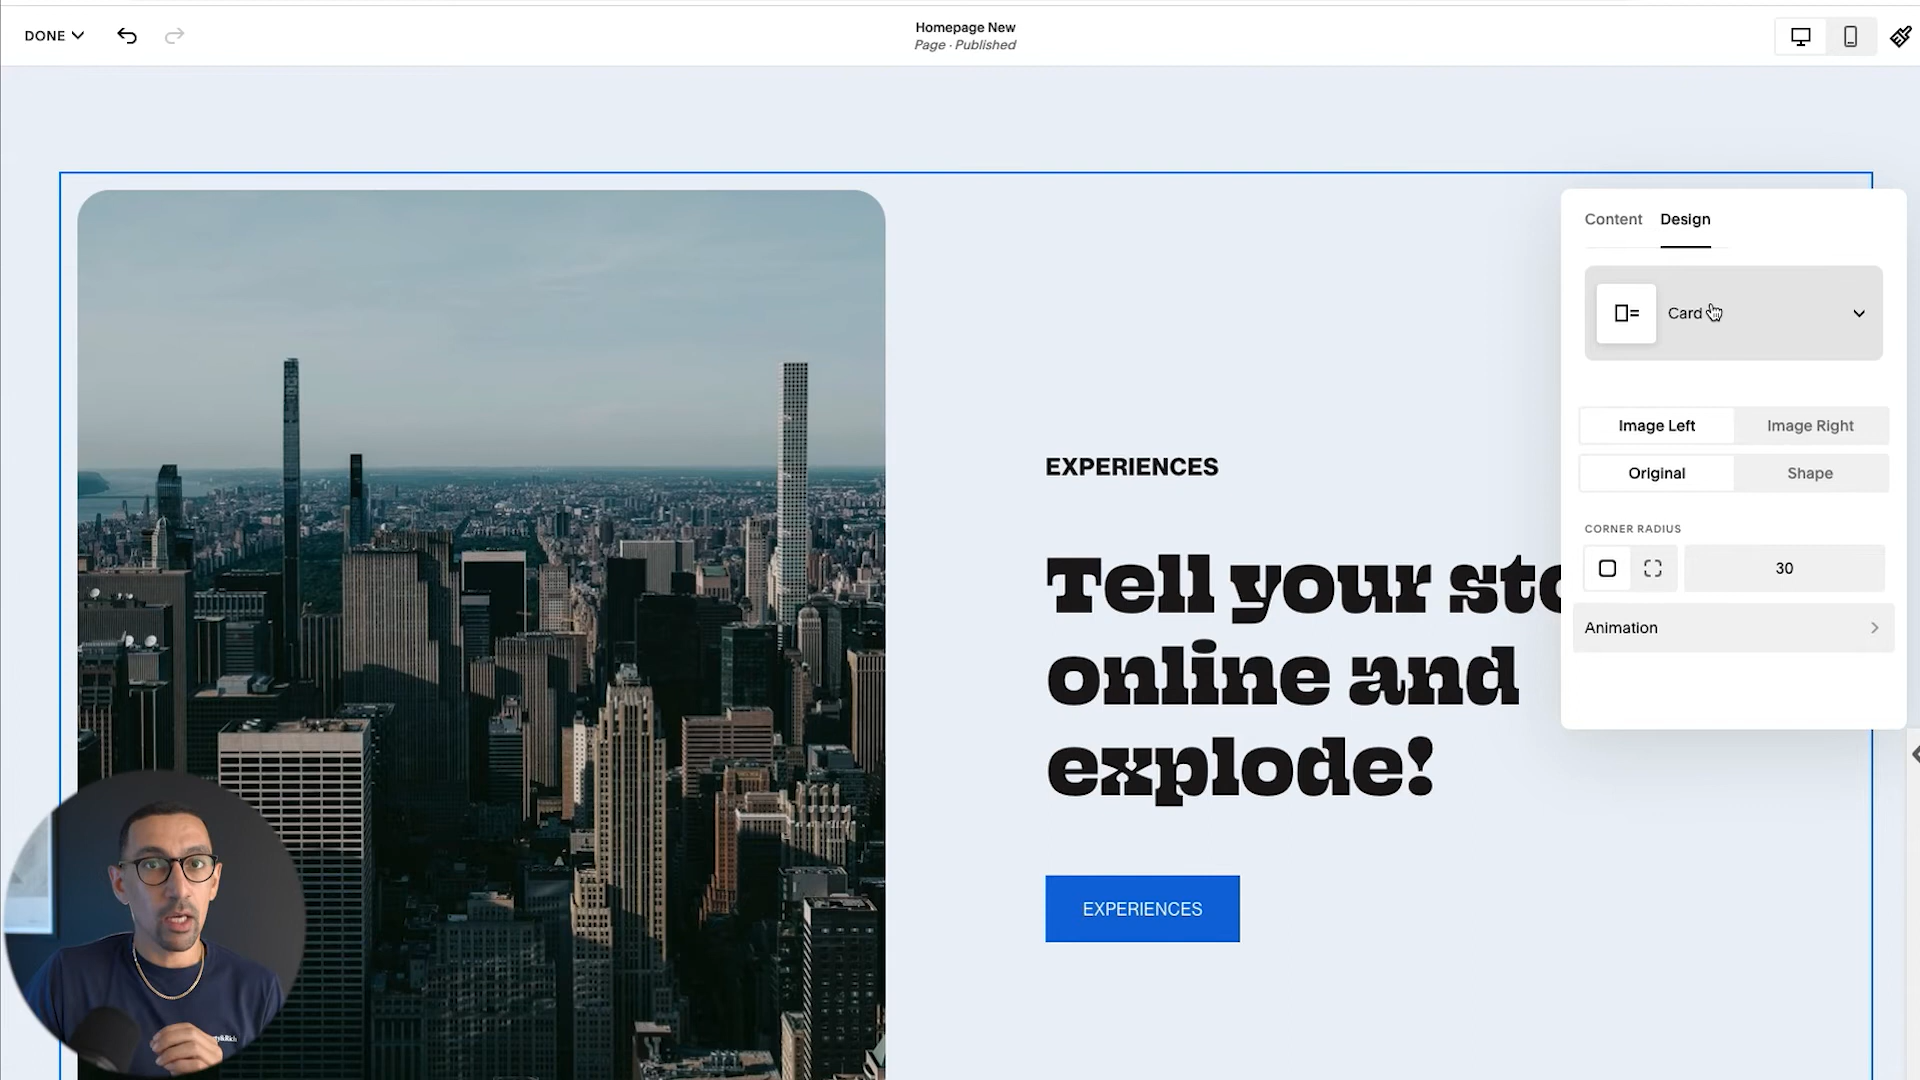 DONE
Homepage New
Page · Published
Content
Design
Card
Image Left
Image Right
Original
Shape
CORNER RADIUS
30
Animation
EXPERIENCES
Tell your sto
online and
explode!
EXPERIENCES